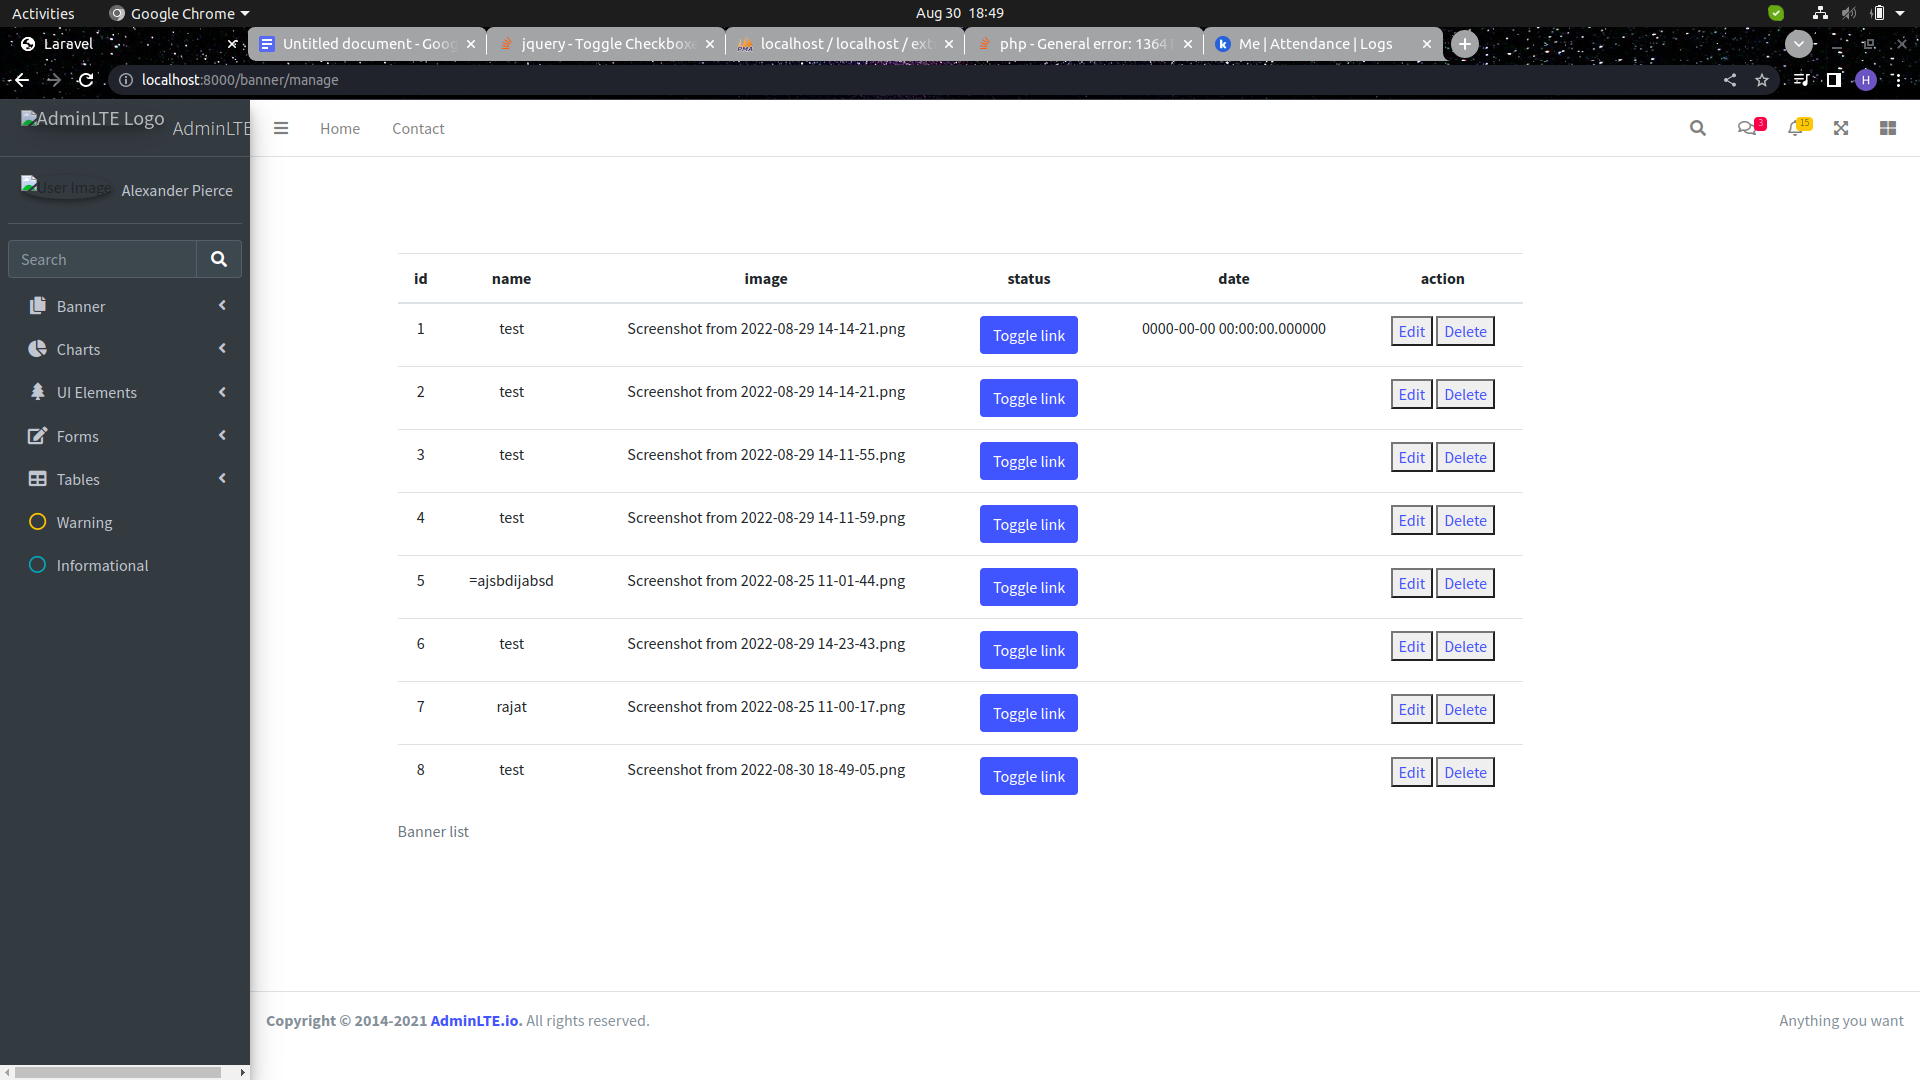 Activities Google Chrome Aug 30 18:49
Laravel Untitled document - Goog jquery - Toggle Checkboxe localhost / localhost / ext php - General error: 1364 Me | Attendance | Logs
localhost:8000/banner/manage H
AdminLTE Logo AdminLTE Home Contact 3 15
User Image Alexander Pierce
Search
Banner
Charts
UI Elements
Forms
Tables
Warning
Informational
id name image status date action
1 test Screenshot from 2022-08-29 14-14-21.png Toggle link 0000-00-00 00:00:00.000000 Edit Delete
2 test Screenshot from 2022-08-29 14-14-21.png Toggle link Edit Delete
3 test Screenshot from 2022-08-29 14-11-55.png Toggle link Edit Delete
4 test Screenshot from 2022-08-29 14-11-59.png Toggle link Edit Delete
5 =ajsbdijabsd Screenshot from 2022-08-25 11-01-44.png Toggle link Edit Delete
6 test Screenshot from 2022-08-29 14-23-43.png Toggle link Edit Delete
7 rajat Screenshot from 2022-08-25 11-00-17.png Toggle link Edit Delete
8 test Screenshot from 2022-08-30 18-49-05.png Toggle link Edit Delete
Banner list
Copyright © 2014-2021 AdminLTE.io. All rights reserved. Anything you want